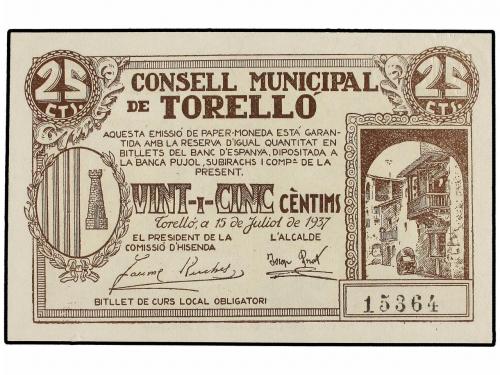 25 CTS.
25 CTS.
CONSELL MUNICIPAL
DE TORELLÓ
AQUESTA EMISSIÓ DE PAPER-MONEDA ESTÀ GARAN-
TIDA AMB LA RESERVA D'IGUAL QUANTITAT EN
BITLLETS DEL BANC D'ESPANYA, DIPOSITADA A
LA BANCA PUJOL, SUBIRACHS I COMPª. DE LA
PRESENT.
VINT-I-CINC CÈNTIMS
Torelló, a 15 de Juliol de 1937
EL PRESIDENT DE LA
COMISSIÓ D'HISENDA
L'ALCALDE
Jaume
BITLLET DE CURS LOCAL OBLIGATORI
15364